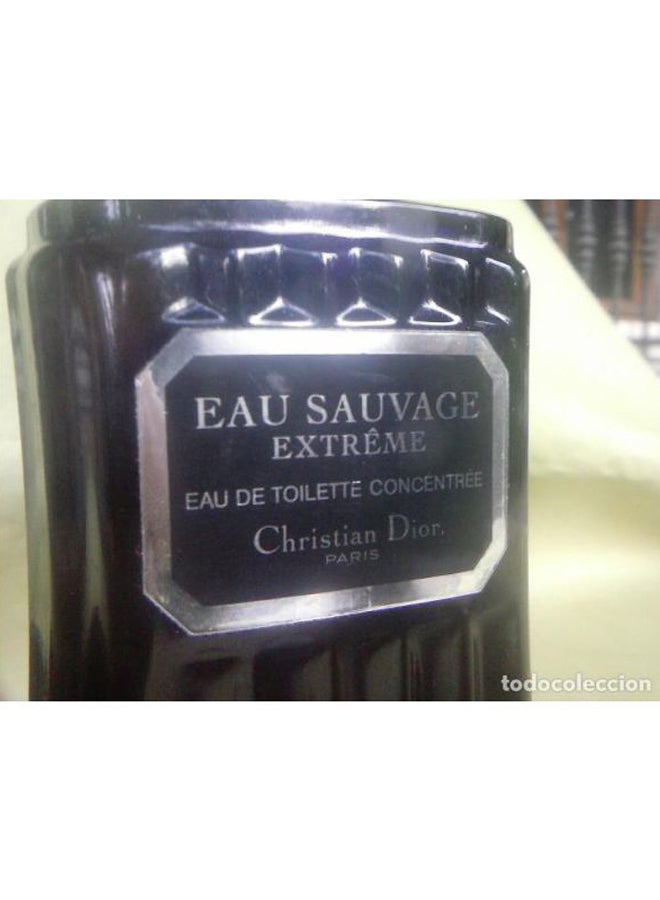 EAU SAUVAGE
EXTRÊME
EAU DE TOILETTE CONCENTRÉE
Christian Dior.
PARIS
todocoleccion